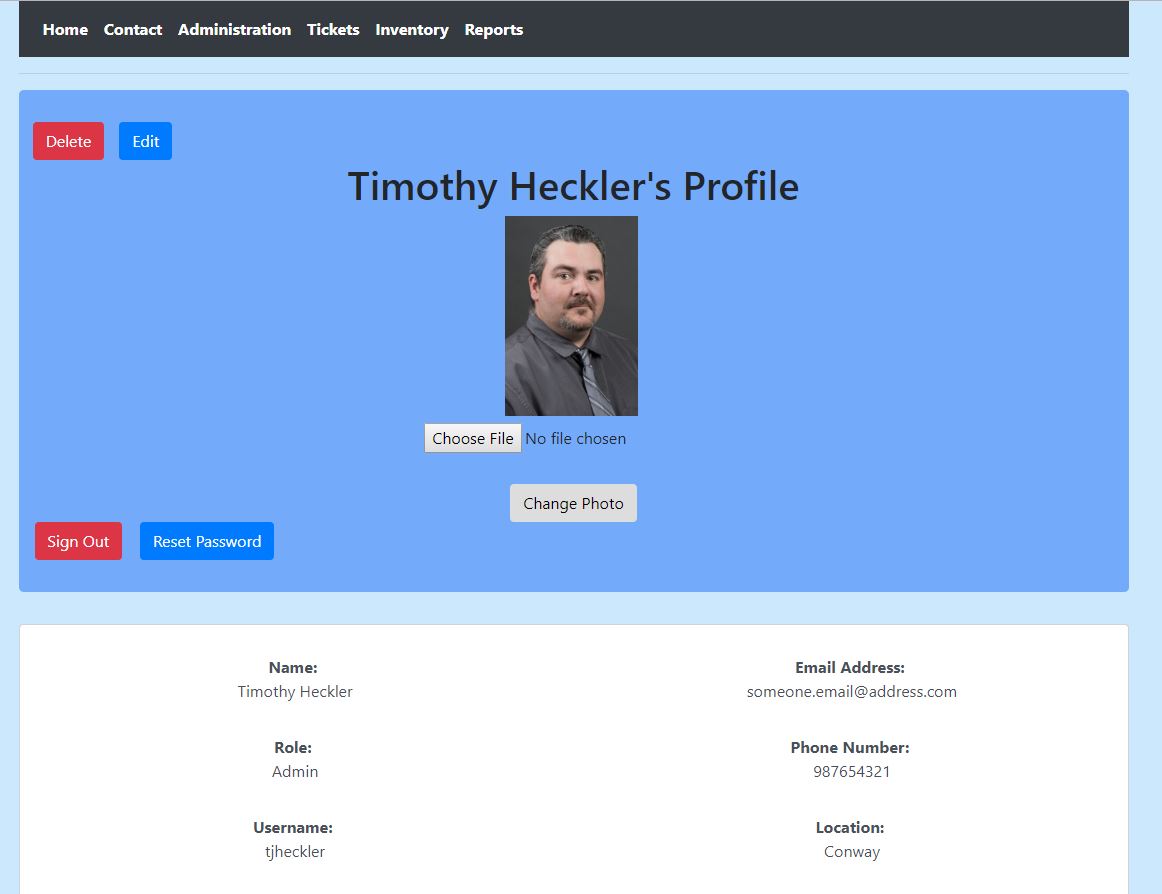 Home Contact Administration Tickets Inventory Reports
Delete Edit
Timothy Heckler's Profile
Choose File No file chosen
Change Photo
Sign Out Reset Password
Name: Email Address:
Timothy Heckler someone.email@address.com
Role: Phone Number:
Admin 987654321
Username: Location:
tjheckler Conway